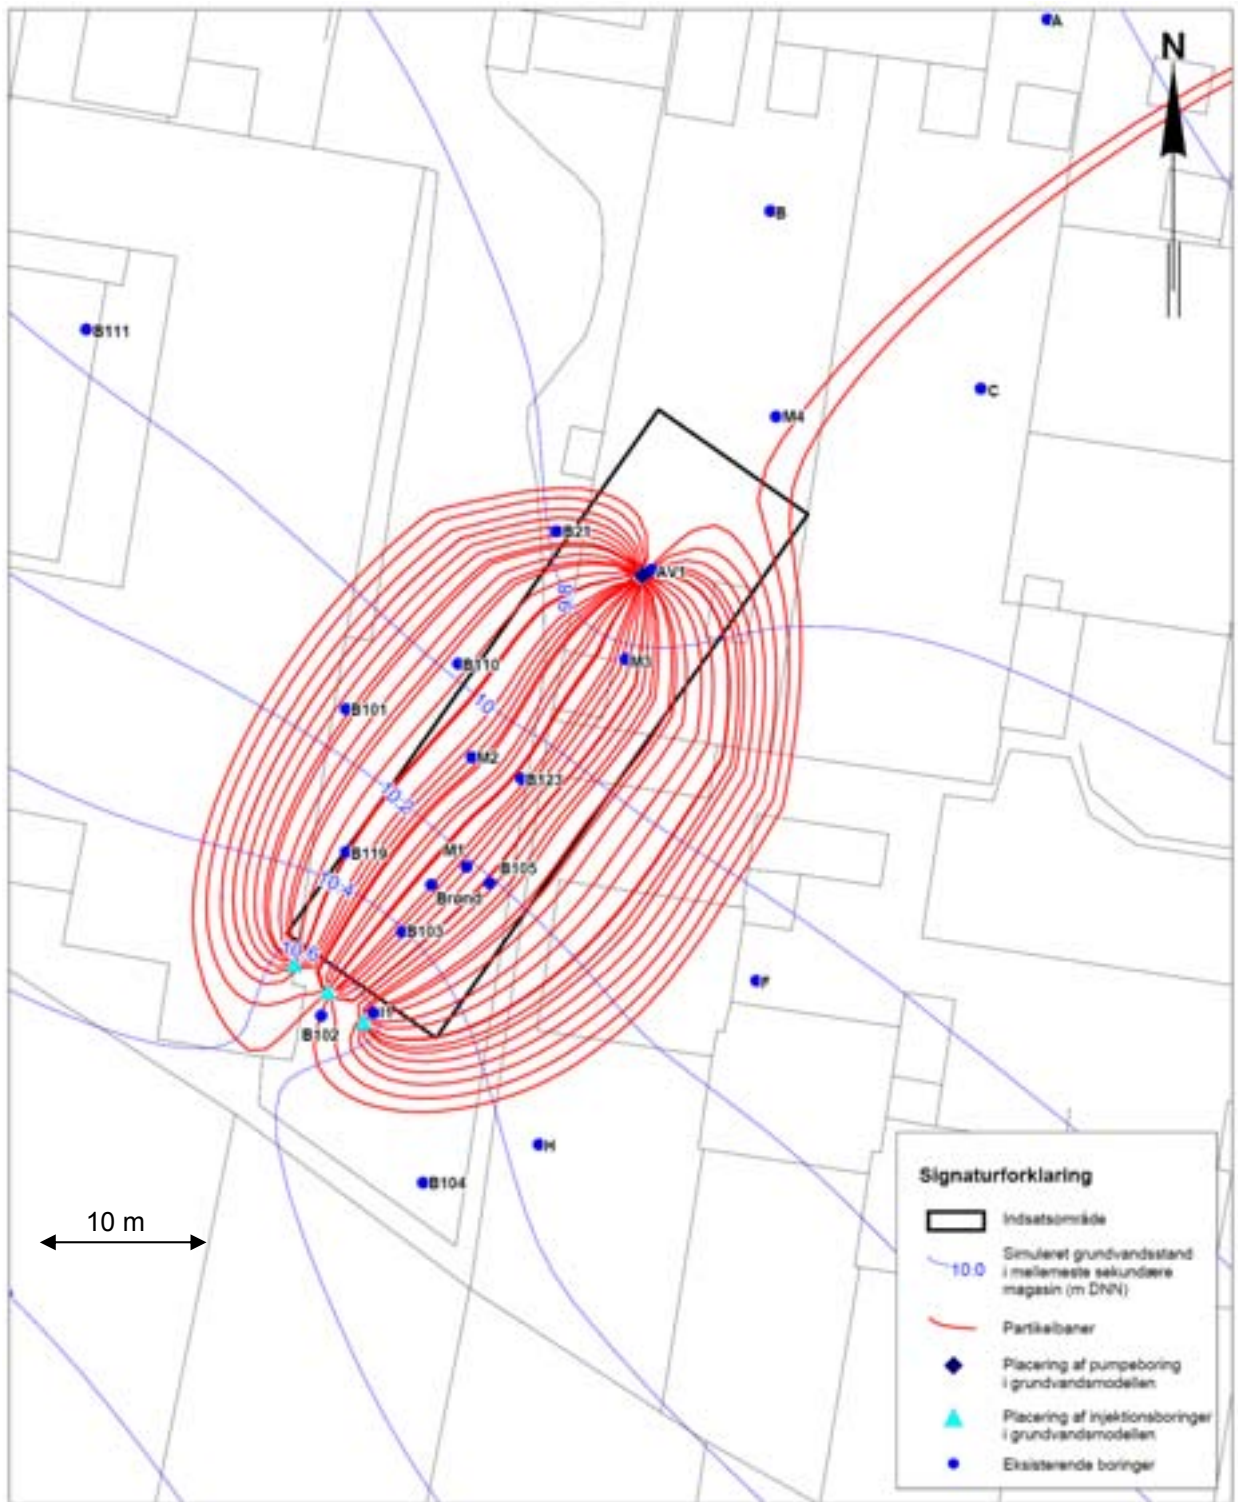 A
N
B
B111
C
M4
B21
AV1
9.8
M3
B110
10
B101
M2
B123
10.2
M1
B119
B105
10.4
Brønd
B103
10.6
F
I1
B102
H
B104
10 m
Signaturforklaring
Indsatsområde
Simuleret grundvandsstand
i mellemste sekundære
magasin (m DNN)
10.0
Partikelbaner
Placering af pumpeboring
i grundvandsmodellen
Placering af injektionsboringer
i grundvandsmodellen
Eksisterende boringer